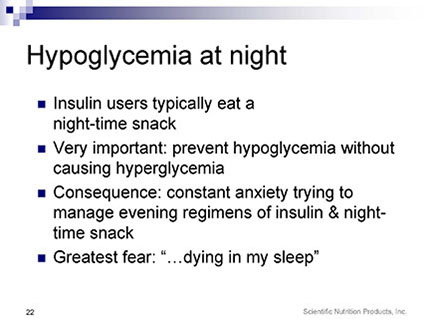 Hypoglycemia at night
Insulin users typically eat a
night-time snack
Very important: prevent hypoglycemia without
causing hyperglycemia
Consequence: constant anxiety trying to
manage evening regimens of insulin & night-
time snack
Greatest fear: “…dying in my sleep”
22
Scientific Nutrition Products, Inc.